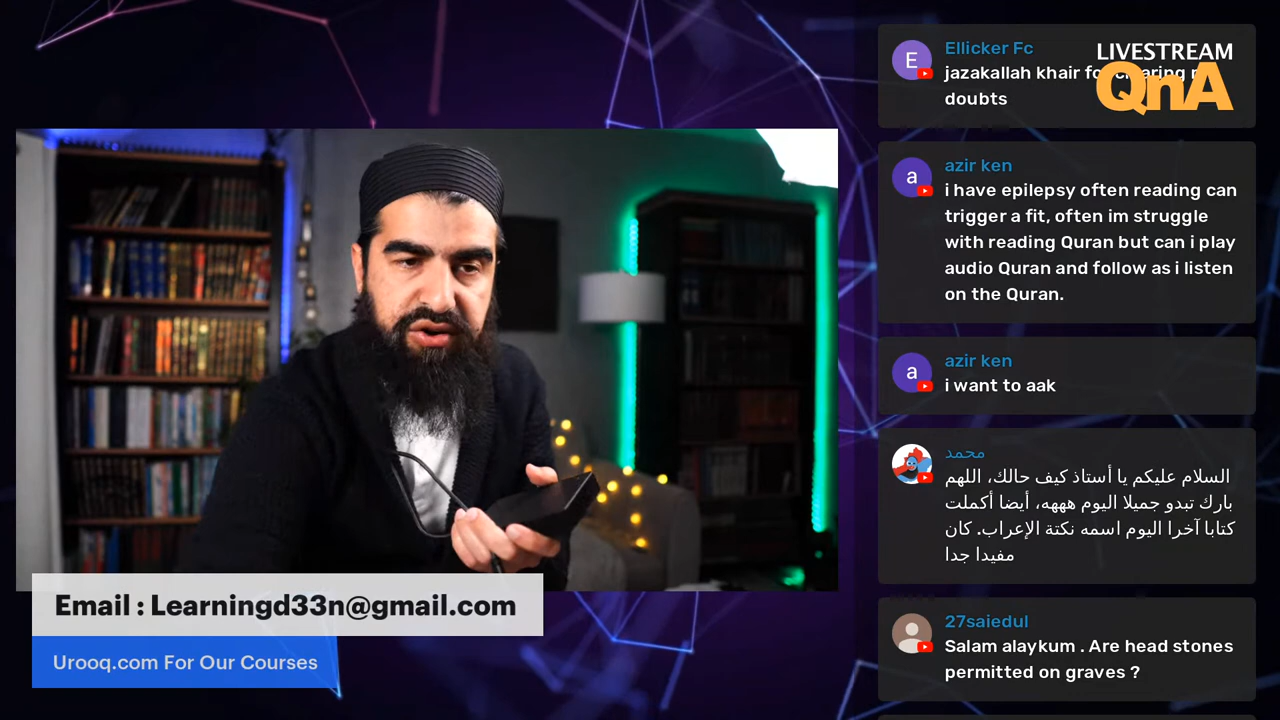 Ellicker Fc
jazakallah khair for
doubts
LIVESTREAM
QnA
azir ken
i have epilepsy often reading can
trigger a fit, often im struggle
with reading Quran but can i play
audio Quran and follow as i listen
on the Quran.
azir ken
i want to aak
محمد
السلام عليكم يا أستاذ كيف حالك، اللهم
بارك تبدو جميلا اليوم هههه، أيضا أكملت
كتابا آخرا اليوم اسمه نكتة الإعراب. كان
مفيدا جدا
27saiedul
Salam alaykum . Are head stones
permitted on graves ?
Email : Learningd33n@gmail.com
Urooq.com For Our Courses